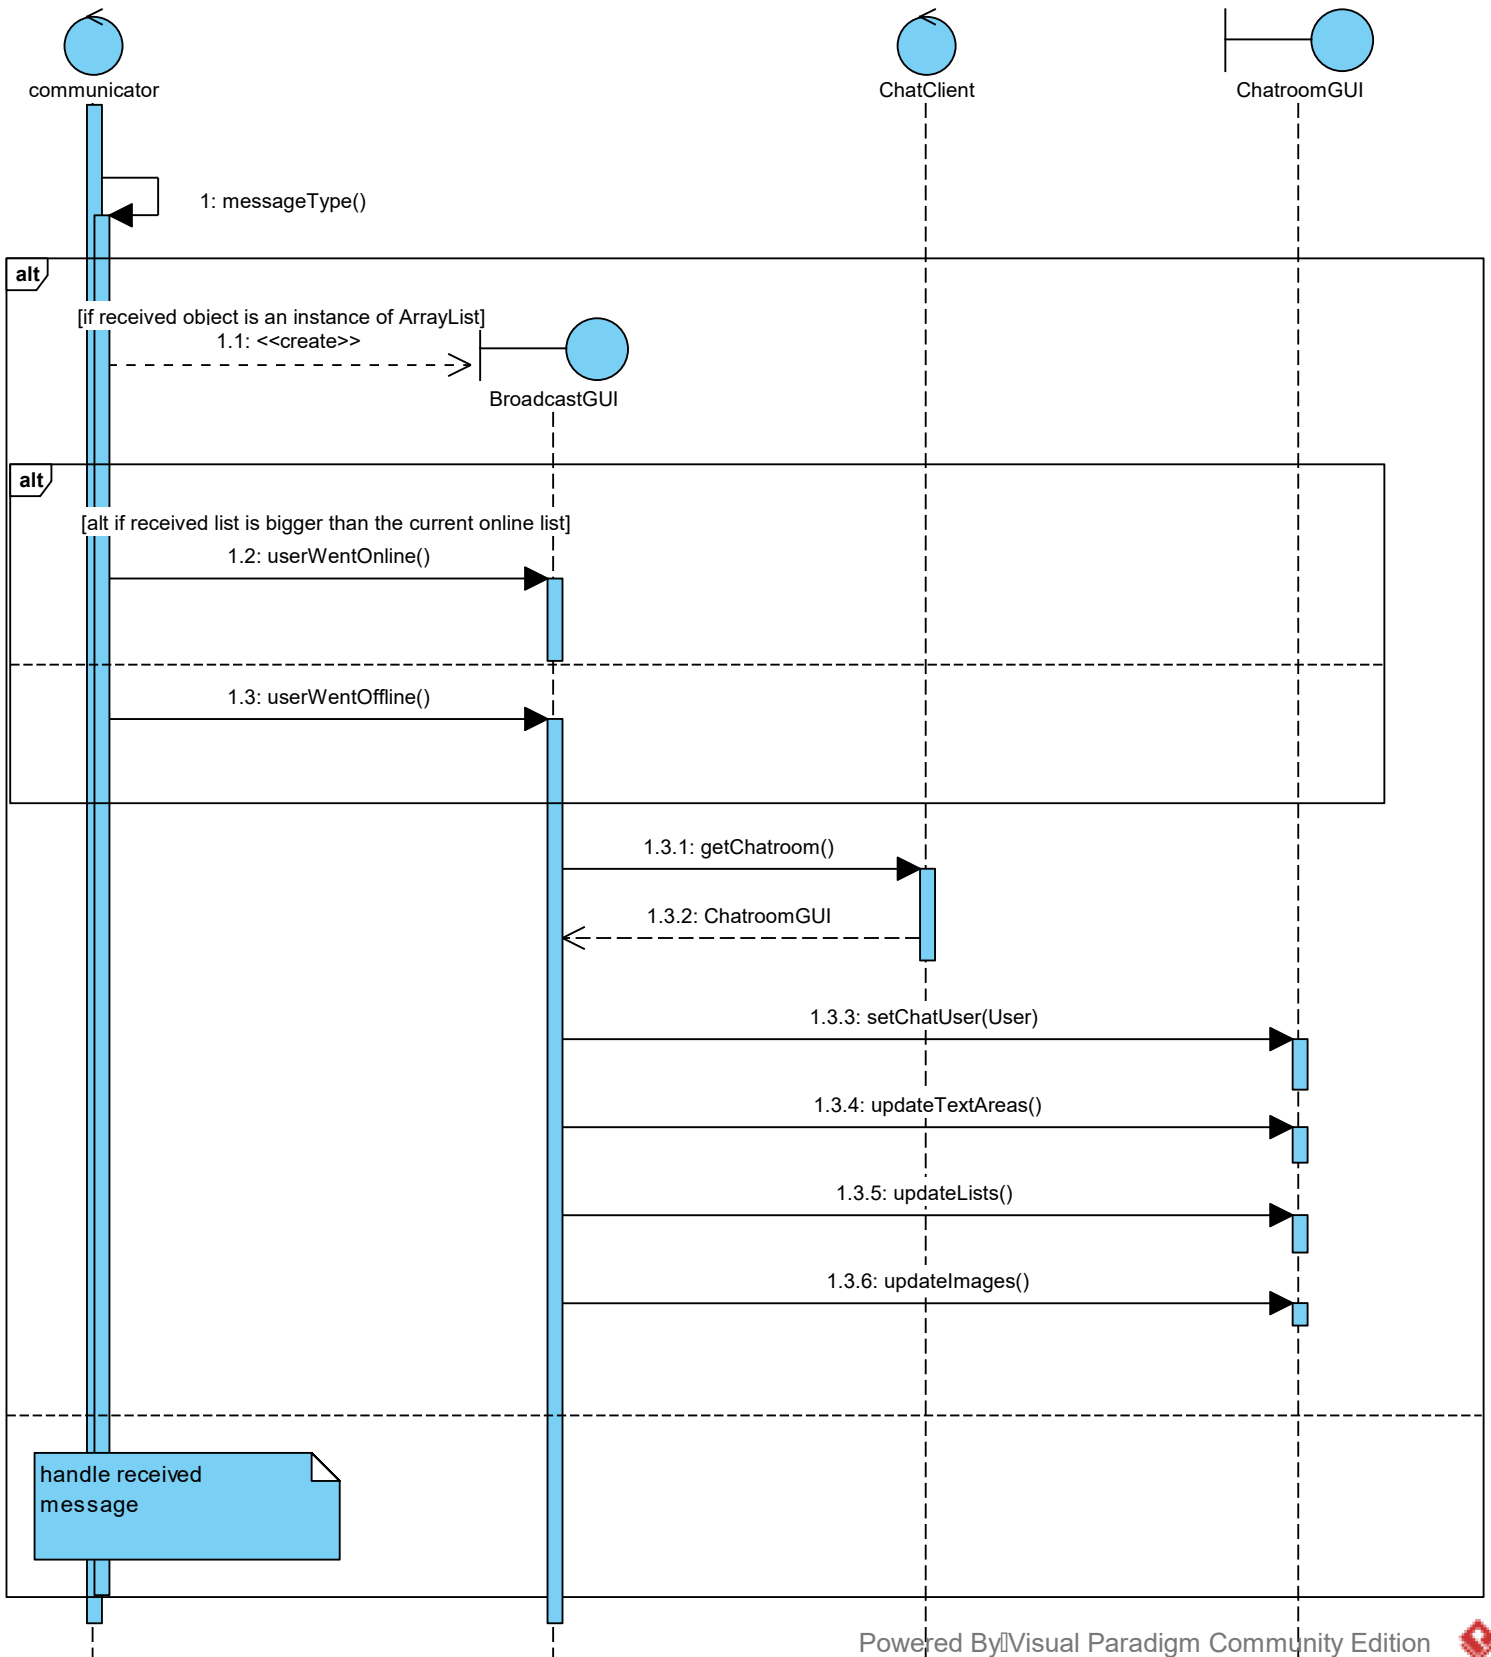 communicator
ChatClient
ChatroomGUI
1: messageType()
alt
[if received object is an instance of ArrayList]
1.1: <<create>>
BroadcastGUI
alt
[alt if received list is bigger than the current online list]
1.2: userWentOnline()
1.3: userWentOffline()
1.3.1: getChatroom()
1.3.2: ChatroomGUI
1.3.3: setChatUser(User)
1.3.4: updateTextAreas()
1.3.5: updateLists()
1.3.6: updateImages()
handle received
message
Powered By Visual Paradigm Community Edition